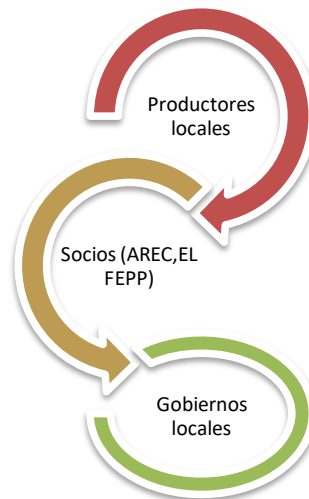 Productores
locales
Socios (AREC,EL
FEPP)
Gobiernos
locales